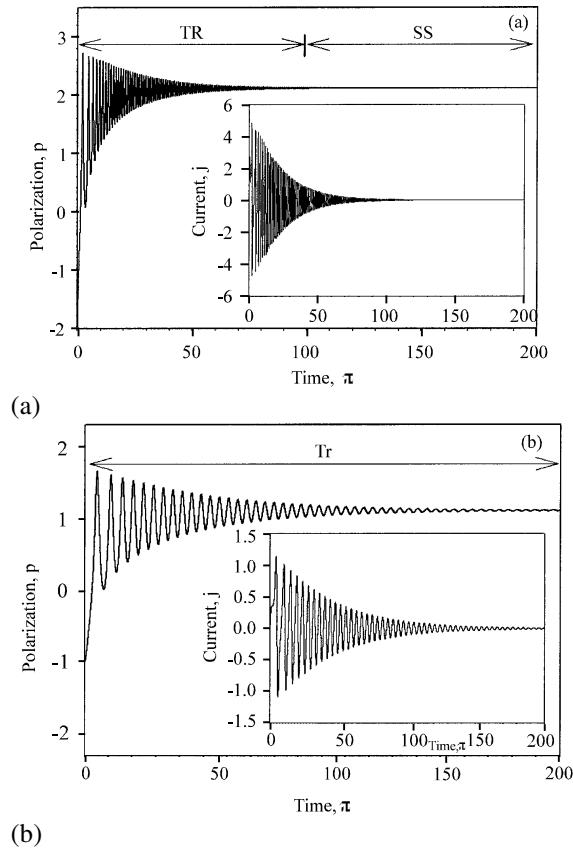 (a)
TR
SS
3
2
1
0
-1
-2
Polarization, p
6
4
2
0
-2
-4
-6
Current, j
0 50 100 150 200
0 50 100 150 200
Time, π
(a)
(b)
Tr
2
1
0
-1
-2
Polarization, p
1.5
1.0
0.5
0.0
-0.5
-1.0
-1.5
Current, j
0 50 100 Time,π 150 200
0 50 100 150 200
Time, π
(b)